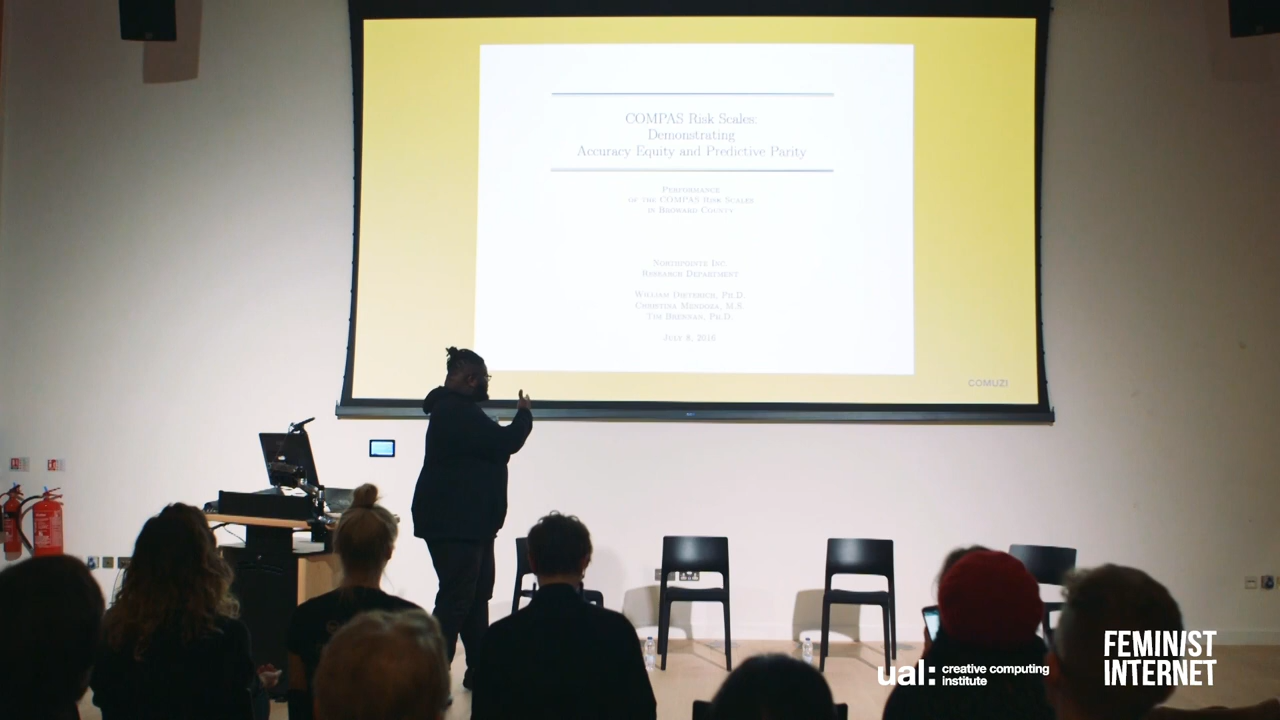 COMPAS Risk Scales:
Demonstrating
Accuracy Equity and Predictive Parity
Performance
of the COMPAS Risk Scales
in Broward County
Northpointe Inc.
Research Department
William Dieterich, Ph.D.
Christina Mendoza, M.S.
Tim Brennan, Ph.D.
July 8, 2016
COMUZI
ual: creative computing
institute
FEMINIST
INTERNET